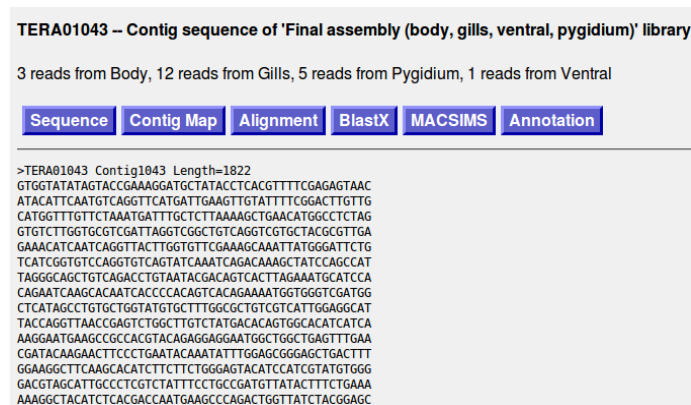 TERA01043 -- Contig sequence of 'Final assembly (body, gills, ventral, pygidium)' library
3 reads from Body, 12 reads from Gills, 5 reads from Pygidium, 1 reads from Ventral
Sequence Contig Map Alignment BlastX MACSIMS Annotation
>TERA01043 Contig1043 Length=1822
GTGGTATATAGTACCGAAAGGATGCTATACCTCACGTTTTCGAGAGTAAC
ATACATTCAATGTCAGGTTCATGATTGAAGTTGTATTTTCGGACTTGTTG
CATGGTTTGTTCTAAATGATTTGCTCTTAAAAGCTGAACATGGCCTCTAG
GTGTCTTGGTGCGTCGATTAGGTCGGCTGTCAGGTCGTGCTACGCGTTGA
GAAACATCAATCAGGTTACTTGGTGTTCGAAAGCAAATTATGGGATTCTG
TCATCGGTGTCCAGGTGTCAGTATCAAATCAGACAAAGCTATCCAGCCAT
TAGGGCAGCTGTCAGACCTGTAATACGACAGTCACTTAGAAATGCATCCA
CAGAATCAAGCACAATCACCCCACAGTCACAGAAAATGGTGGGTCGATGG
CTCATAGCCTGTGCTGGTATGTGCTTTGGCGCTGTCGTCATTGGAGGCAT
TACCAGGTTAACCGAGTCTGGCTTGTCTATGACACAGTGGCACATCATCA
AAGGAATGAAGCCGCCACGTACAGAGGAGGAATGGCTGGCTGAGTTTGAA
CGATACAAGAACTTCCCTGAATACAAATATTTGGAGCGGGAGCTGACTTT
GGAAGGCTTCAAGCACATCTTCTTCTGGGAGTACATCCATCGTATGTGGG
GACGTAGCATTGCCCTCGTCTATTTCCTGCCGATGTTATACTTTCTGAAA
AAAGGCTACATCTCACGACCAATGAAGCCCAGACTGGTTATCTACGGAGC